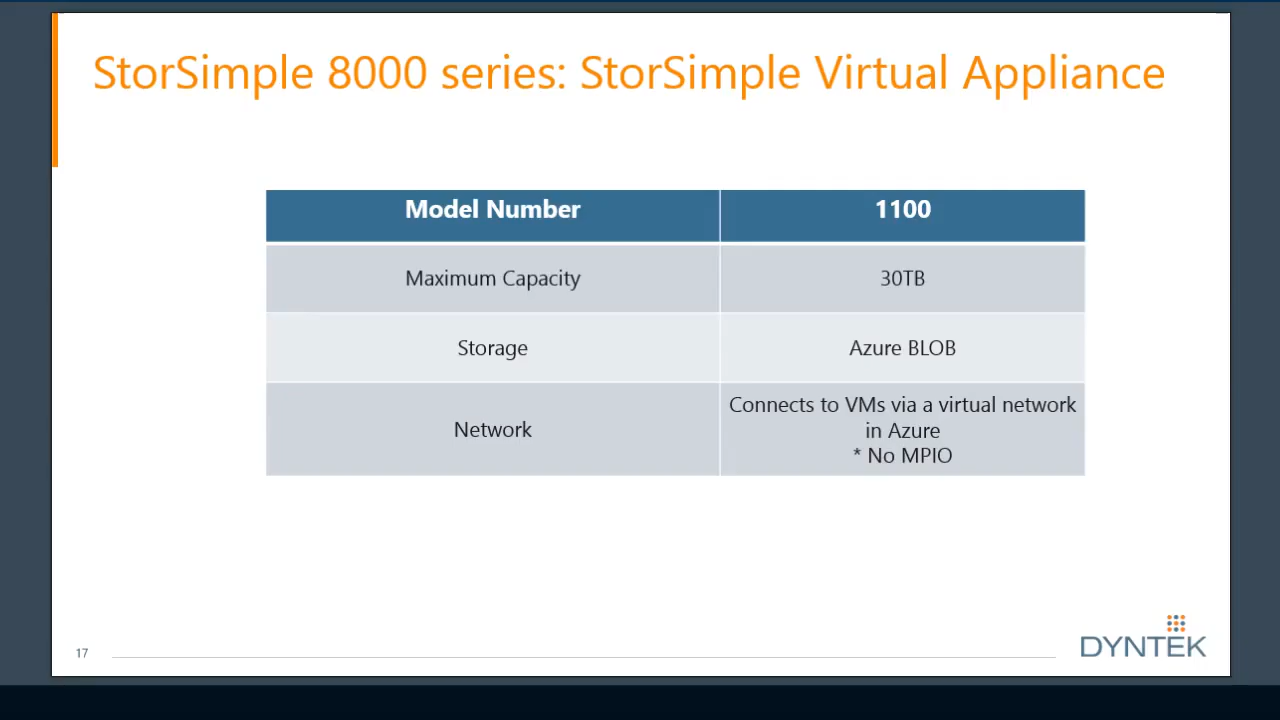 StorSimple 8000 series: StorSimple Virtual Appliance
Model Number 1100
Maximum Capacity 30TB
Storage Azure BLOB
Network Connects to VMs via a virtual network
in Azure
* No MPIO
17
DYNTEK